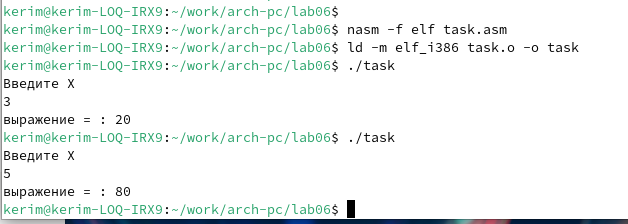 kerim@kerim-LOQ-IRX9:~/work/arch-pc/lab06$
kerim@kerim-LOQ-IRX9:~/work/arch-pc/lab06$ nasm -f elf task.asm
kerim@kerim-LOQ-IRX9:~/work/arch-pc/lab06$ ld -m elf_i386 task.o -o task
kerim@kerim-LOQ-IRX9:~/work/arch-pc/lab06$ ./task
Введите X
3
выражение = : 20
kerim@kerim-LOQ-IRX9:~/work/arch-pc/lab06$ ./task
Введите X
5
выражение = : 80
kerim@kerim-LOQ-IRX9:~/work/arch-pc/lab06$